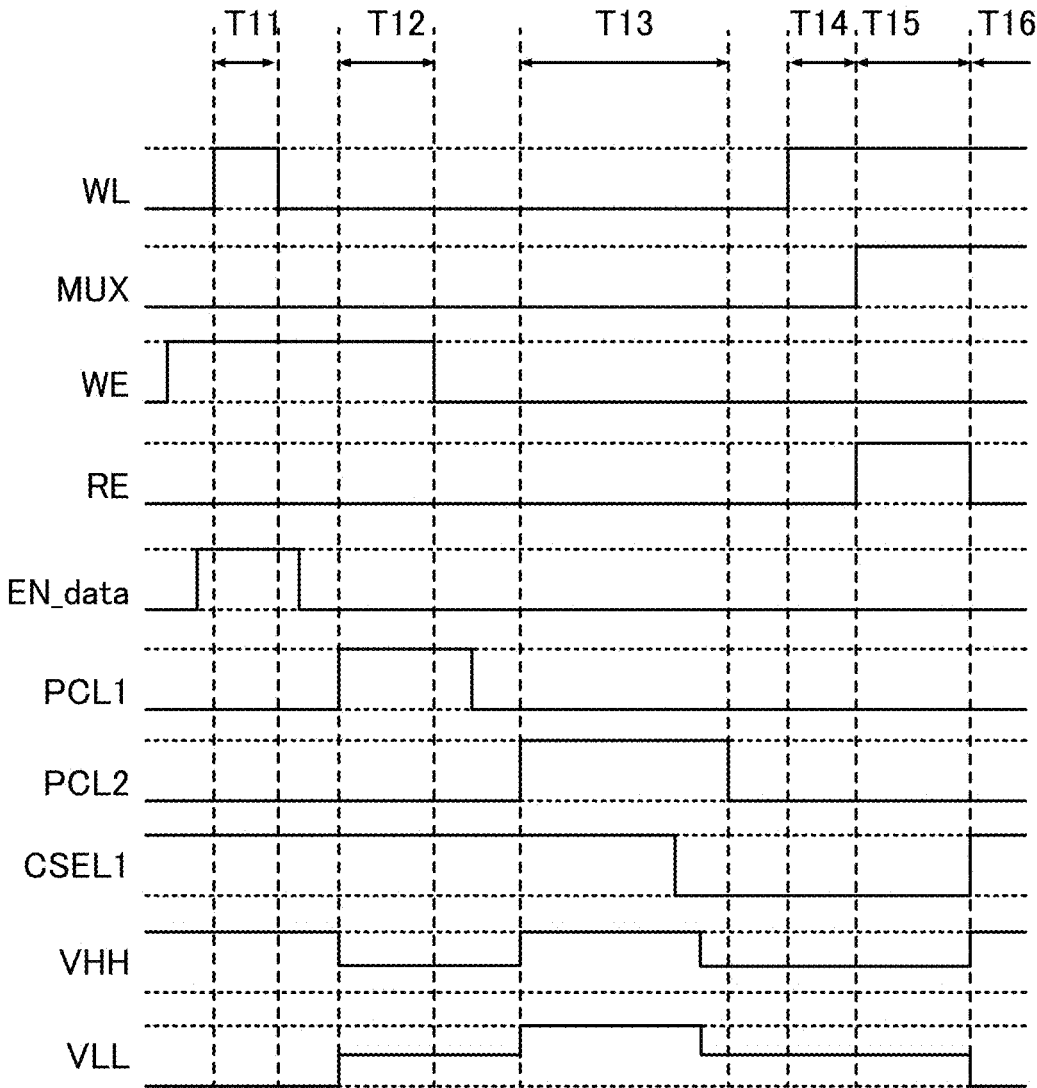 T11 T12 T13 T14 T15 T16
WL
MUX
WE
RE
EN_data
PCL1
PCL2
CSEL1
VHH
VLL